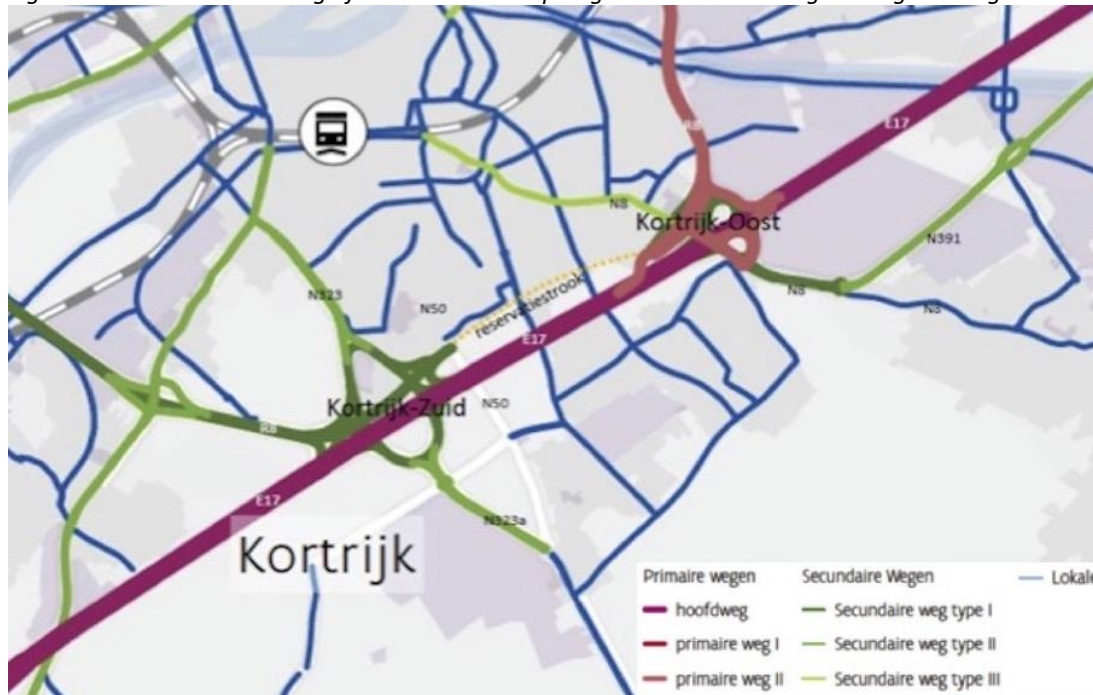 R8
E17
N8
Kortrijk-Oost
N391
N323
N50
reservatiestrook
N8
N8
E17
Kortrijk-Zuid
N50
R8
E17
N323a
Kortrijk
Primaire wegen
Secundaire Wegen
Lokale
hoofdweg
Secundaire weg type I
primaire weg I
Secundaire weg type II
primaire weg II
Secundaire weg type III